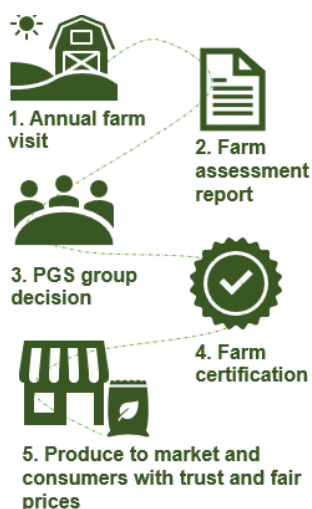 1. Annual farm
visit
2. Farm
assessment
report
3. PGS group
decision
4. Farm
certification
5. Produce to market and
consumers with trust and fair
prices